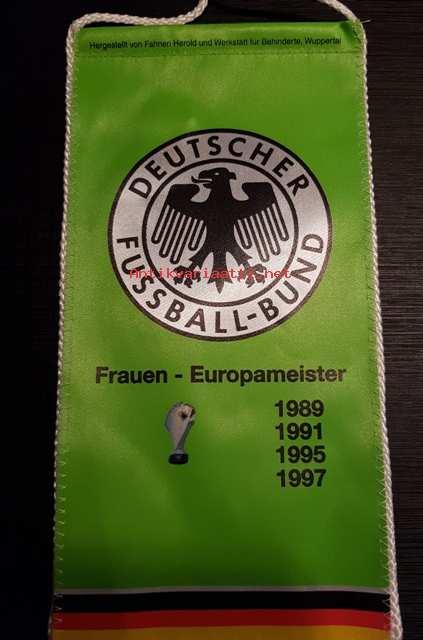 Hergestellt von Fahnen Herold und Werkstatt für Behinderte, Wuppertal
DEUTSCHER
FUSSBALL-BUND
Antikvariaatti.net
Frauen - Europameister
1989
1991
1995
1997